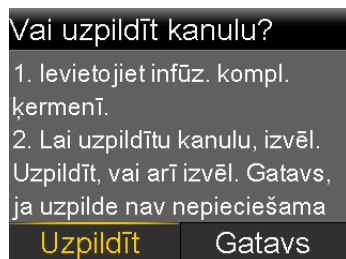 Vai uzpildīt kanulu?
1. Ievietojiet infūz. kompl.
ķermenī.
2. Lai uzpildītu kanulu, izvēl.
Uzpildīt, vai arī izvēl. Gatavs,
ja uzpilde nav nepieciešama
Uzpildīt Gatavs